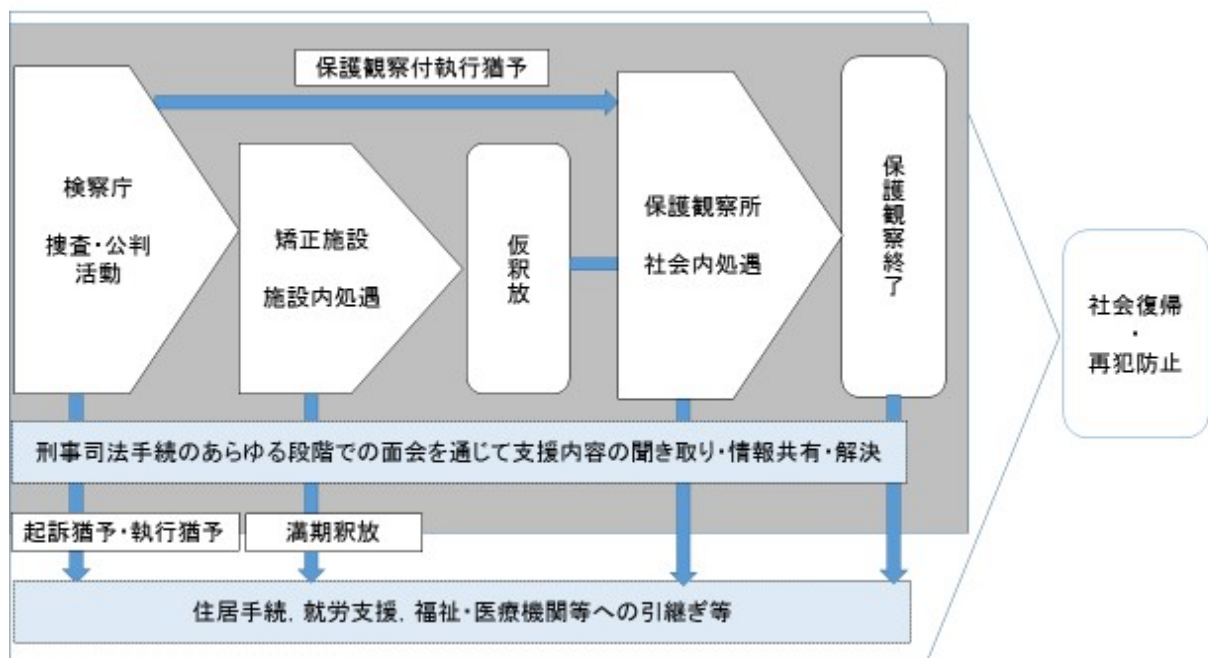 保護観察付執行猶予
検察庁
捜査・公判
活動
矯正施設
施設内処遇
仮釈放
保護観察所
社会内処遇
保護観察終了
社会復帰
・
再犯防止
刑事司法手続のあらゆる段階での面会を通じて支援内容の聞き取り・情報共有・解決
起訴猶予・執行猶予
満期釈放
住居手続，就労支援，福祉・医療機関等への引継ぎ等